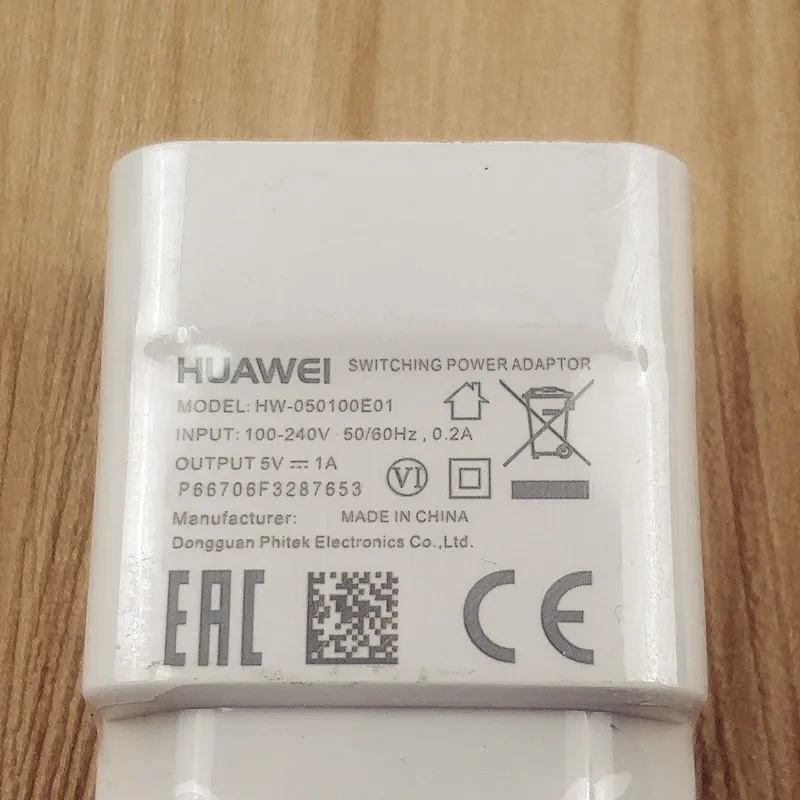 HUAWEI SWITCHING POWER ADAPTOR
MODEL: HW-050100E01
INPUT: 100-240V 50/60Hz , 0.2A
OUTPUT 5V ⎓ 1A
VI
P66706F3287653
Manufacturer: MADE IN CHINA
Dongguan Phitek Electronics Co.,Ltd.
EAC CE